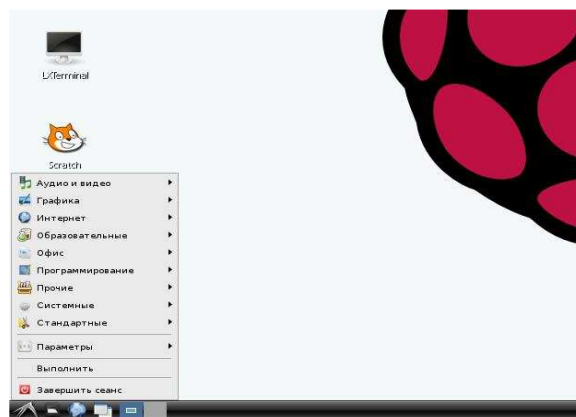 LXTerminal
Scratch
Аудио и видео
Графика
Интернет
Образовательные
Офис
Программирование
Прочие
Системные
Стандартные
Параметры
Выполнить
Завершить сеанс